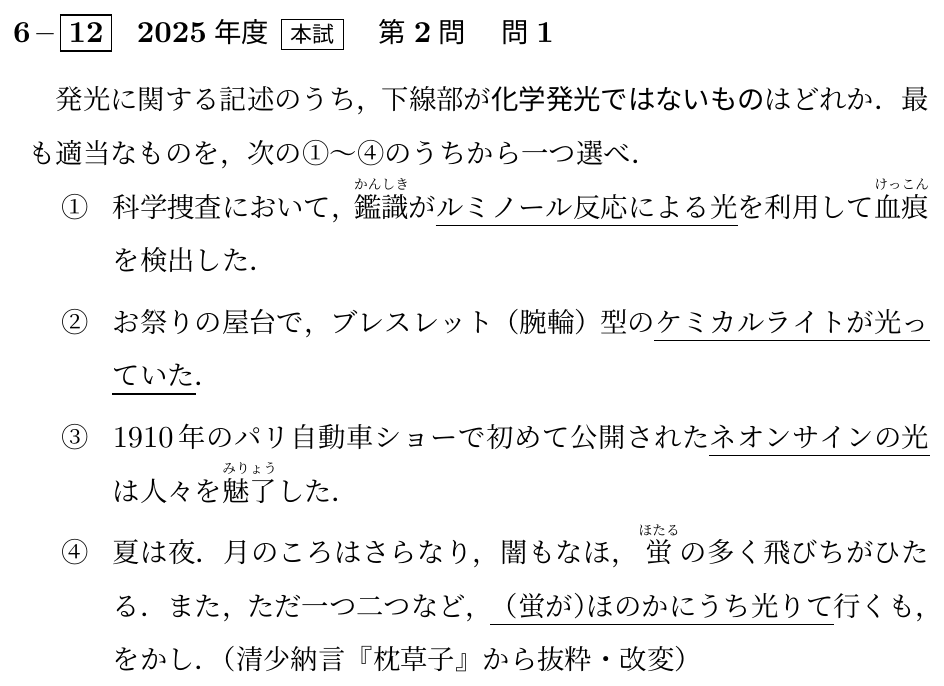 6–12 2025 年度 本試 第 2 問 問 1
発光に関する記述のうち，下線部が化学発光ではないものはどれか．最
も適当なものを，次の①～④のうちから一つ選べ．
① 科学捜査において，鑑識がルミノール反応による光を利用して血痕
を検出した．
② お祭りの屋台で，ブレスレット（腕輪）型のケミカルライトが光っ
ていた．
③ 1910 年のパリ自動車ショーで初めて公開されたネオンサインの光
は人々を魅了した．
④ 夏は夜．月のころはさらなり，闇もなほ，蛍の多く飛びちがひた
る．また，ただ一つ二つなど，（蛍が）ほのかにうち光りて行くも，
をかし．（清少納言『枕草子』から抜粋・改変）
かんしき
けっこん
みりょう
ほたる